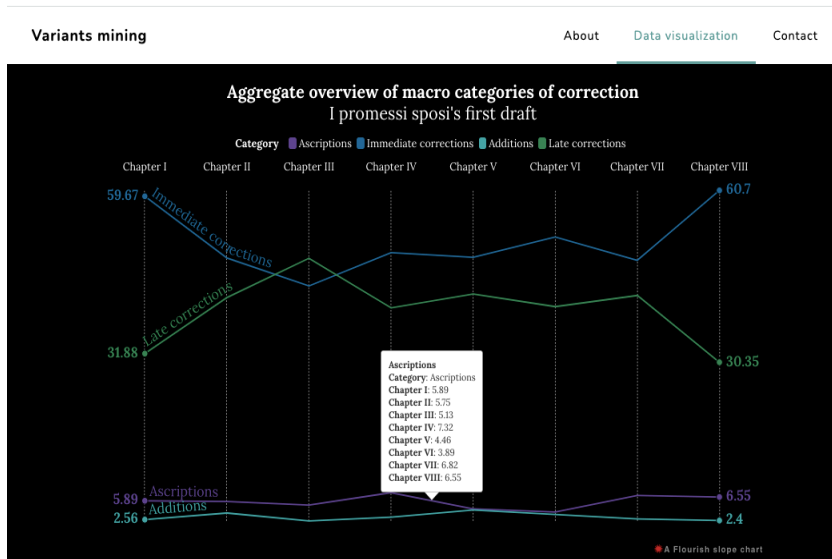 Variants mining
About Data visualization Contact
Aggregate overview of macro categories of correction
I promessi sposi's first draft
Category Ascriptions Immediate corrections Additions Late corrections
Chapter I Chapter II Chapter III Chapter IV Chapter V Chapter VI Chapter VII Chapter VIII
59.67 Immediate corrections 60.7
Late corrections
31.88 30.35
Ascriptions
Category: Ascriptions
Chapter I: 5.89
Chapter II: 5.75
Chapter III: 5.13
Chapter IV: 7.32
Chapter V: 4.46
Chapter VI: 3.89
Chapter VII: 6.82
Chapter VIII: 6.55
5.89 Ascriptions 6.55
Additions
2.56 2.4
A Flourish slope chart